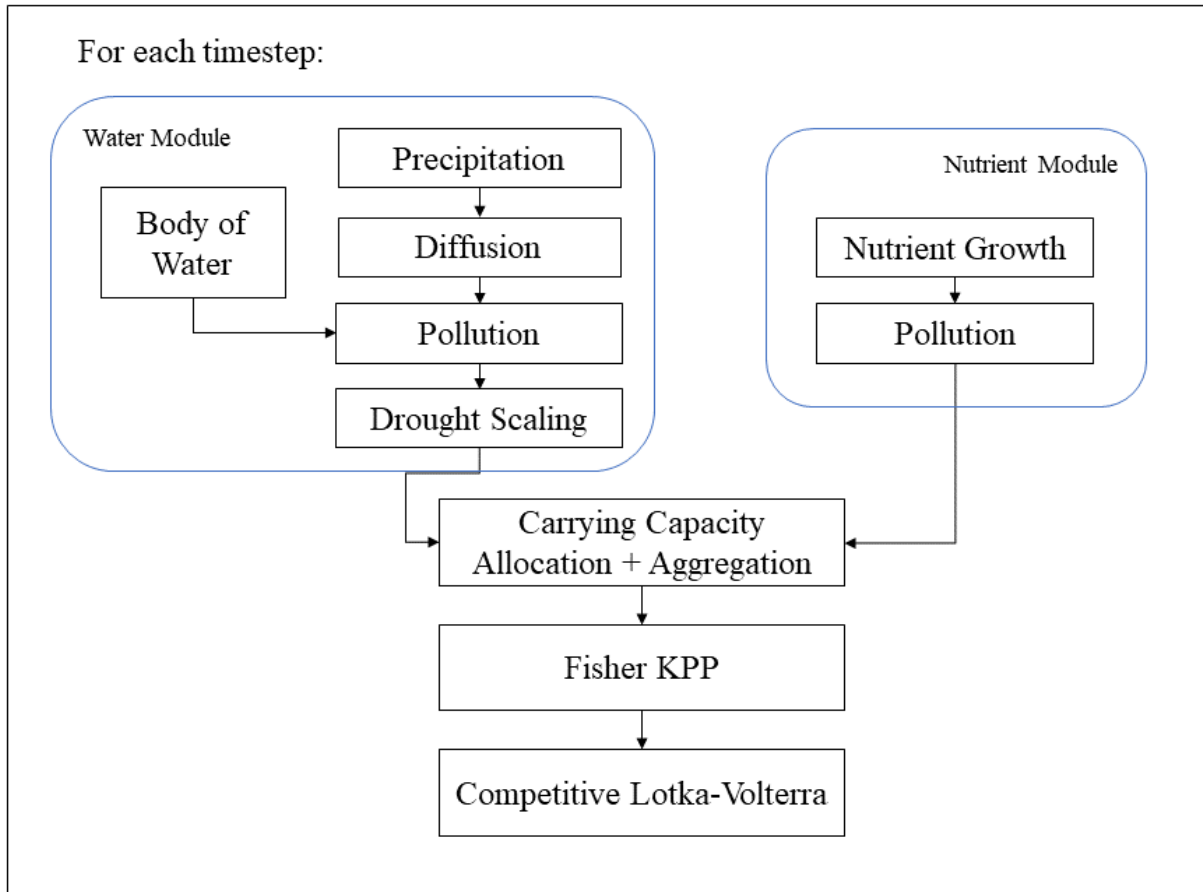 For each timestep:
Water Module
Precipitation
Body of
Water
Diffusion
Pollution
Drought Scaling
Nutrient Module
Nutrient Growth
Pollution
Carrying Capacity
Allocation + Aggregation
Fisher KPP
Competitive Lotka-Volterra